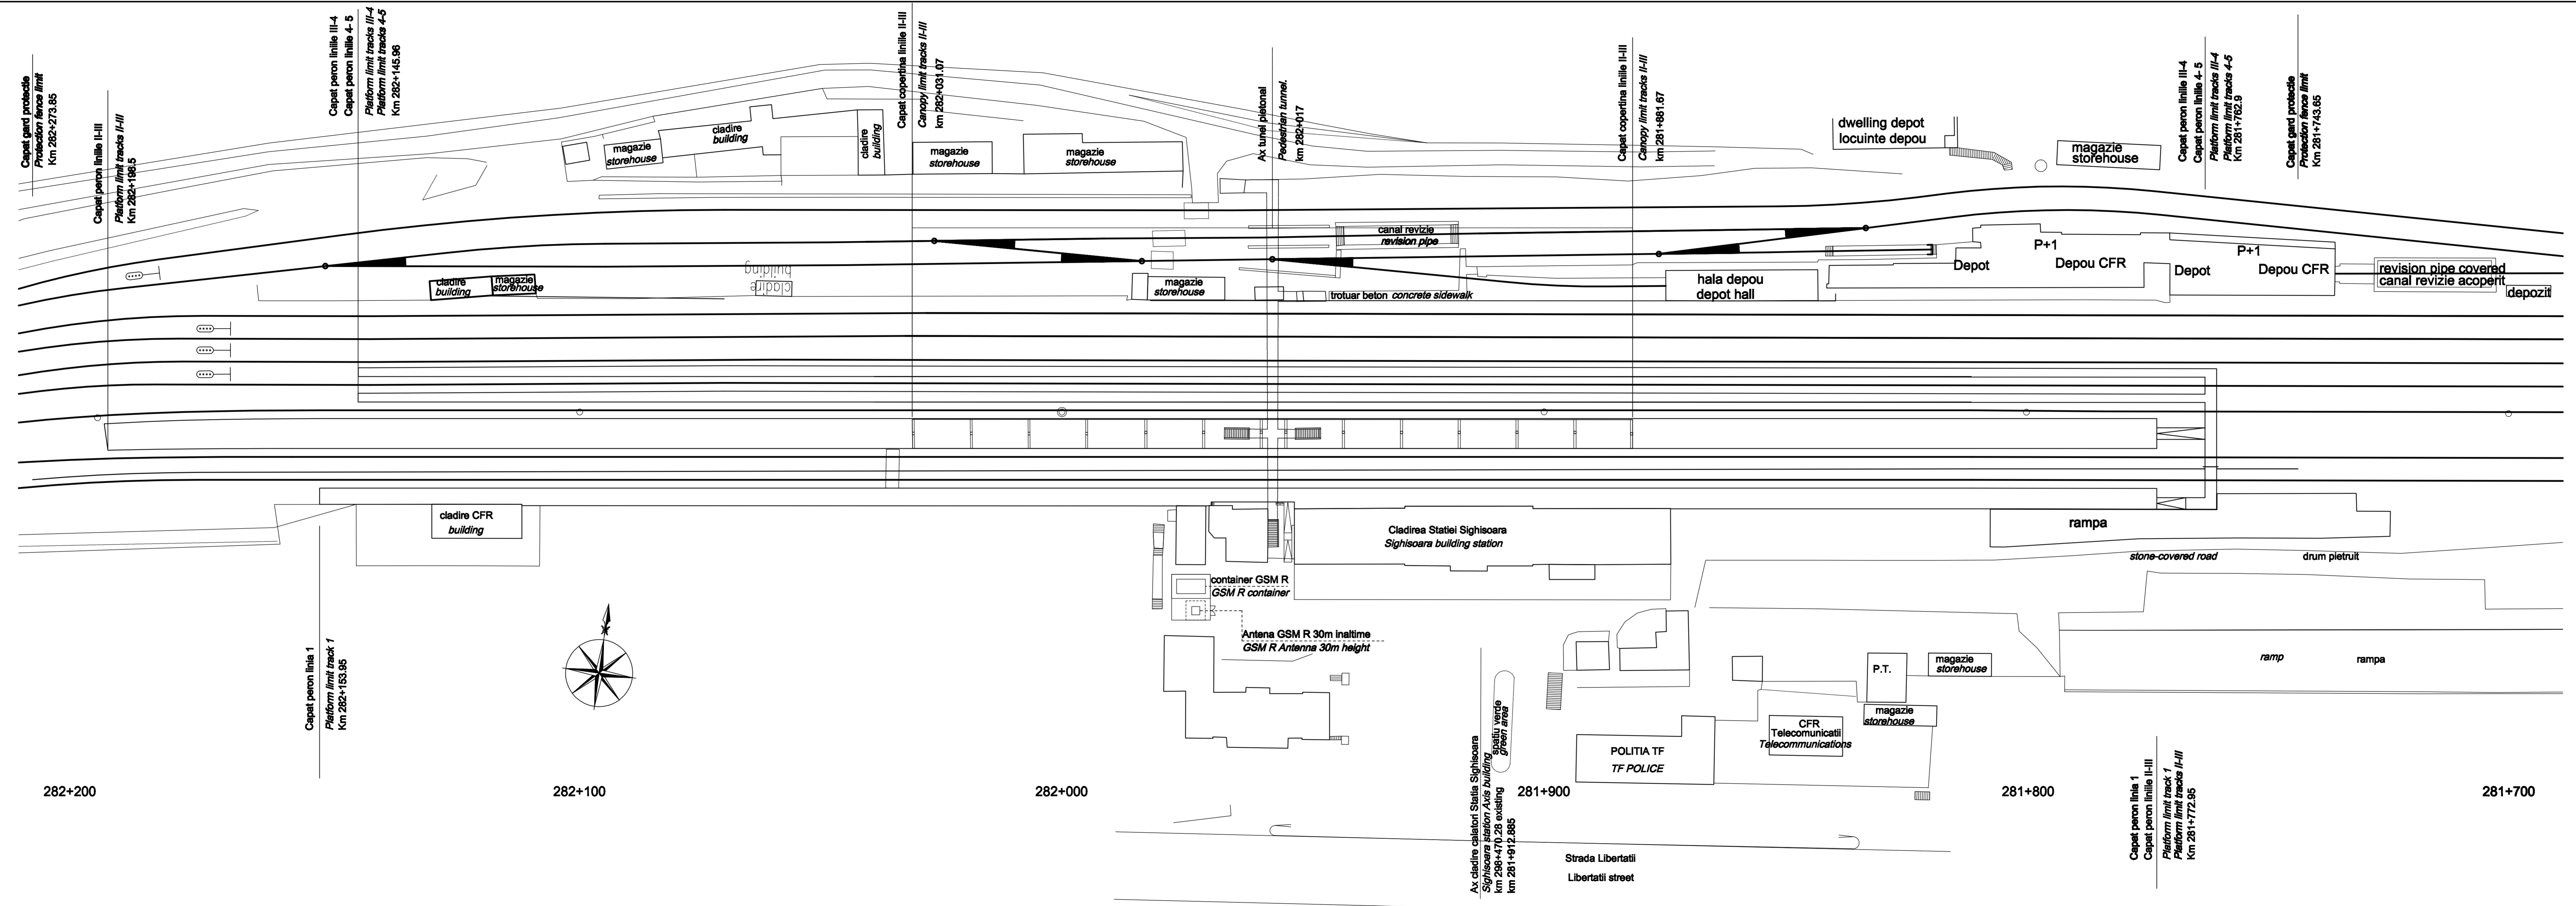 Capat gard protectie
Protection fence limit
Km 282+273.85
Capat peron liniile II-III
Platform limit tracks II-III
Km 282+198.5
Capat peron liniile III-4
Capat peron liniile 4- 5
Platform limit tracks III-4
Platform limit tracks 4-5
Km 282+145.96
Capat copertina liniile II-III
Canopy limit tracks II-III
km 282+031.07
Ax tunel pietonal
Pedestrian tunnel.
km 282+017
Capat copertina liniile II-III
Canopy limit tracks II-III
km 281+881.67
Capat peron liniile III-4
Capat peron liniile 4- 5
Platform limit tracks III-4
Platform limit tracks 4-5
Km 281+762.9
Capat gard protectie
Protection fence limit
Km 281+743.65
magazie
storehouse
cladire
building
cladire
building
magazie
storehouse
magazie
storehouse
dwelling depot
locuinte depou
magazie
storehouse
canal revizie
revision pipe
cladire
building
magazie
storehouse
cladire
building
magazie
storehouse
trotuar beton concrete sidewalk
hala depou
depot hall
P+1
Depot
Depou CFR
P+1
Depot
Depou CFR
revision pipe covered
canal revizie acoperit
depozit
cladire CFR
building
Cladirea Statiei Sighisoara
Sighisoara building station
rampa
stone-covered road
drum pietruit
container GSM R
GSM R container
Antena GSM R 30m inaltime
GSM R Antenna 30m height
Capat peron linia 1
Platform limit track 1
Km 282+153.95
Ax cladire calatori Statia Sighisoara
Sighisoara station Axis building
km 298+470.28 existing
km 281+912.885
spatiu verde
green area
POLITIA TF
TF POLICE
CFR
Telecomunicatii
Telecommunications
P.T.
magazie
storehouse
magazie
storehouse
ramp
rampa
Capat peron linia 1
Capat peron liniile II-III
Platform limit track 1
Platform limit tracks II-III
Km 281+772.95
282+200
282+100
282+000
281+900
281+800
281+700
Strada Libertatii
Libertatii street